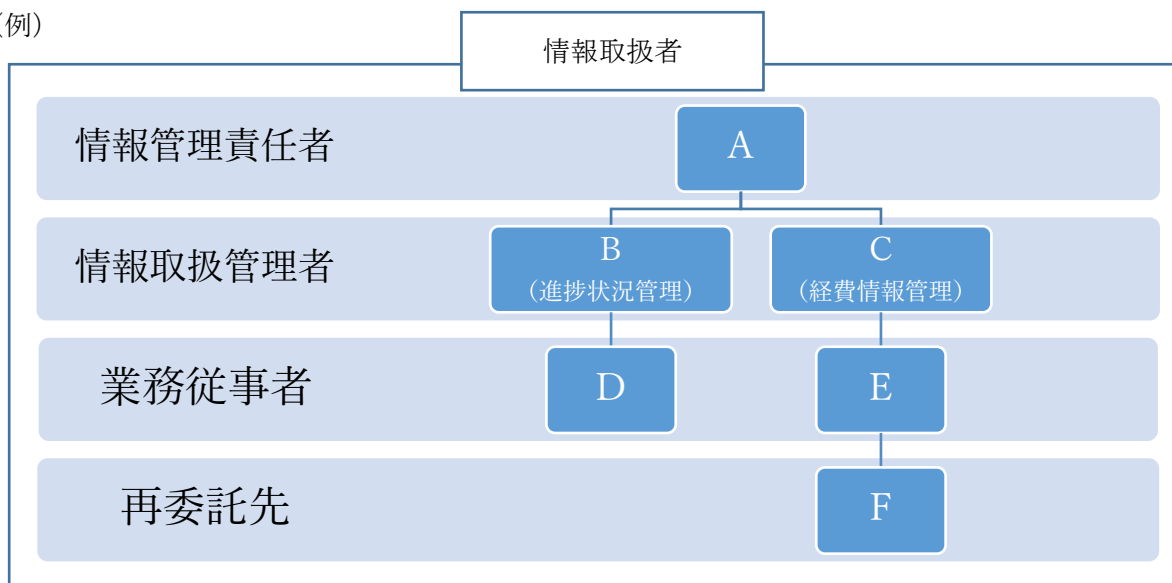 （例）
情報取扱者
情報管理責任者
A
情報取扱管理者
B
（進捗状況管理）
C
（経費情報管理）
業務従事者
D
E
再委託先
F